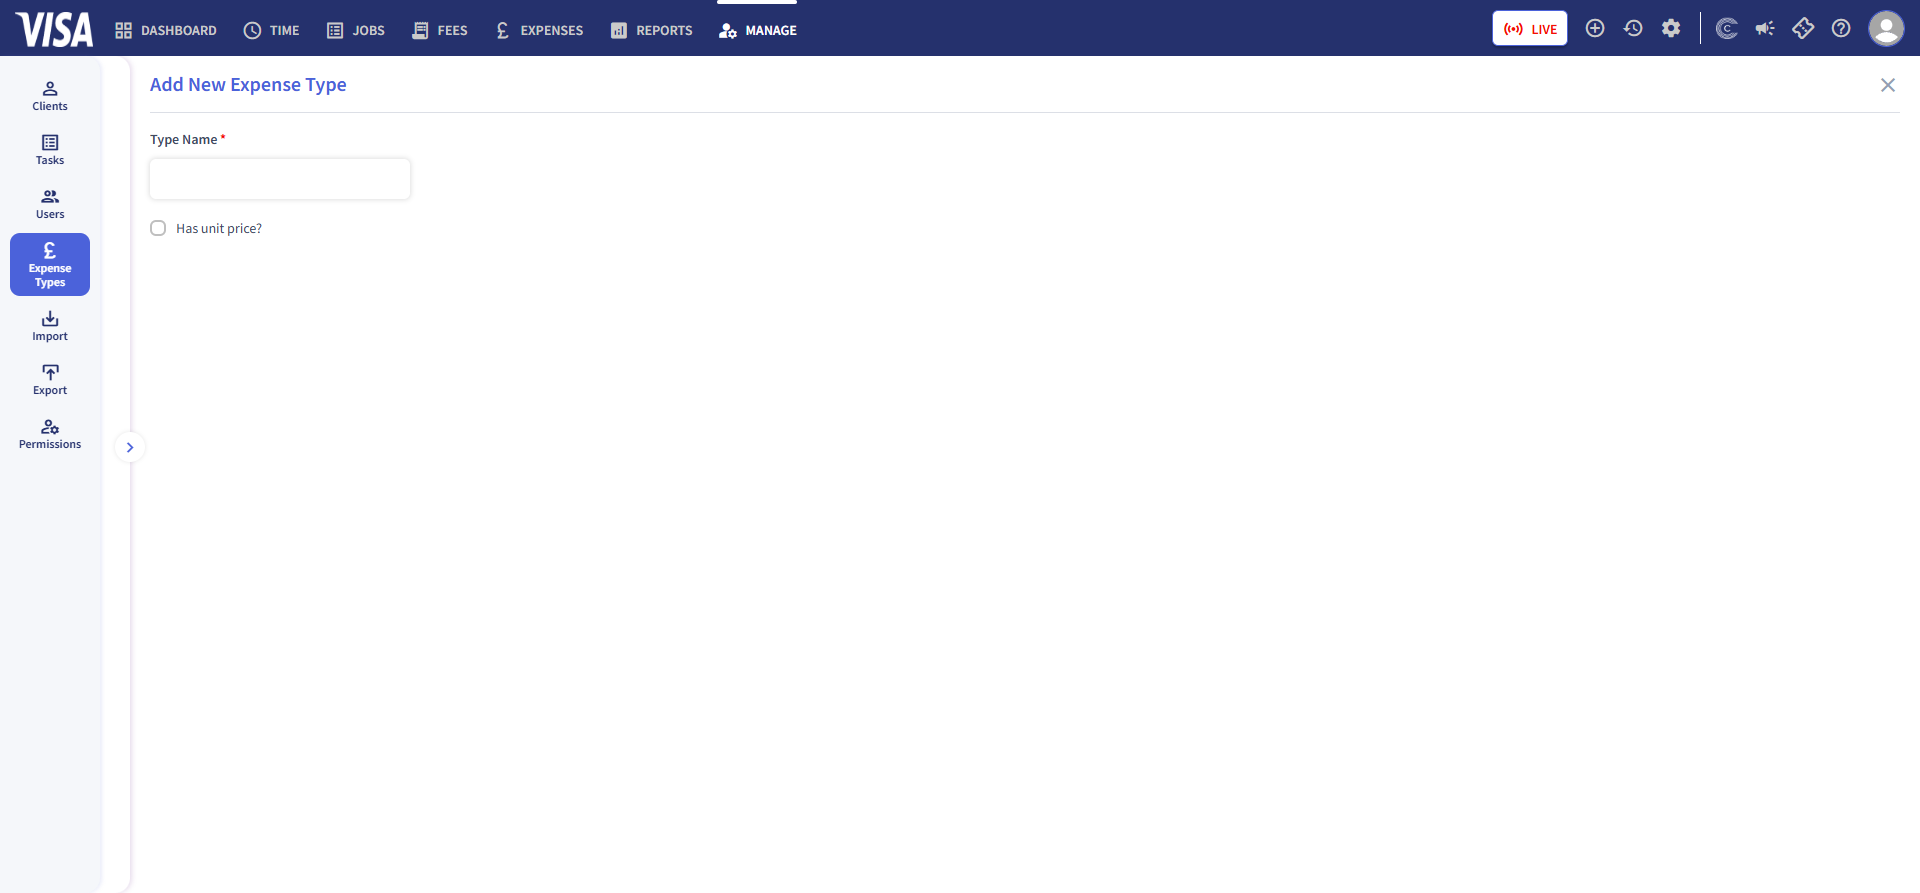 VISA
DASHBOARD
TIME
JOBS
FEES
EXPENSES
REPORTS
MANAGE
LIVE
Clients
Tasks
Users
Expense
Types
Import
Export
Permissions
Add New Expense Type
Type Name *
Has unit price?